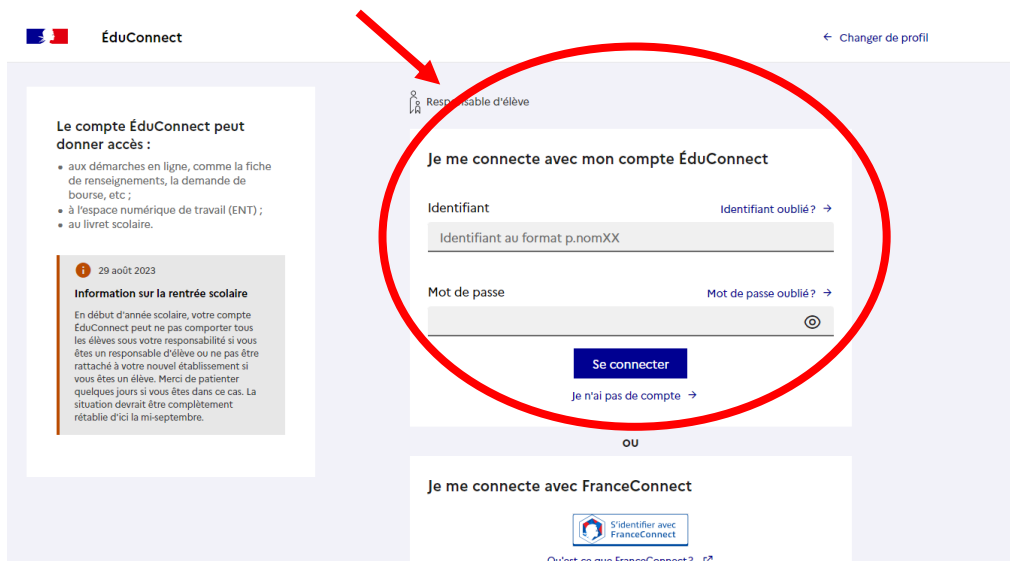 ÉduConnect
← Changer de profil
Le compte ÉduConnect peut
donner accès :
• aux démarches en ligne, comme la fiche
de renseignements, la demande de
bourse, etc ;
• à l'espace numérique de travail (ENT) ;
• au livret scolaire.
29 août 2023
Information sur la rentrée scolaire
En début d'année scolaire, votre compte
ÉduConnect peut ne pas comporter tous
les élèves sous votre responsabilité si vous
êtes un responsable d'élève ou ne pas être
rattaché à votre nouvel établissement si
vous êtes un élève. Merci de patienter
quelques jours si vous êtes dans ce cas. La
situation devrait être complètement
rétablie d'ici la mi-septembre.
Responsable d'élève
Je me connecte avec mon compte ÉduConnect
Identifiant
Identifiant oublié ? →
Identifiant au format p.nomXX
Mot de passe
Mot de passe oublié ? →
Se connecter
Je n'ai pas de compte →
OU
Je me connecte avec FranceConnect
S'identifier avec
FranceConnect
Qu'est ce que FranceConnect ?